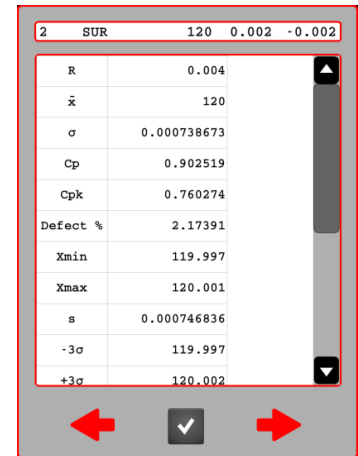 2 SUR 120 0.002 -0.002
R 0.004
x̄ 120
σ 0.000738673
Cp 0.902519
Cpk 0.760274
Defect % 2.17391
Xmin 119.997
Xmax 120.001
s 0.000746836
-3σ 119.997
+3σ 120.002